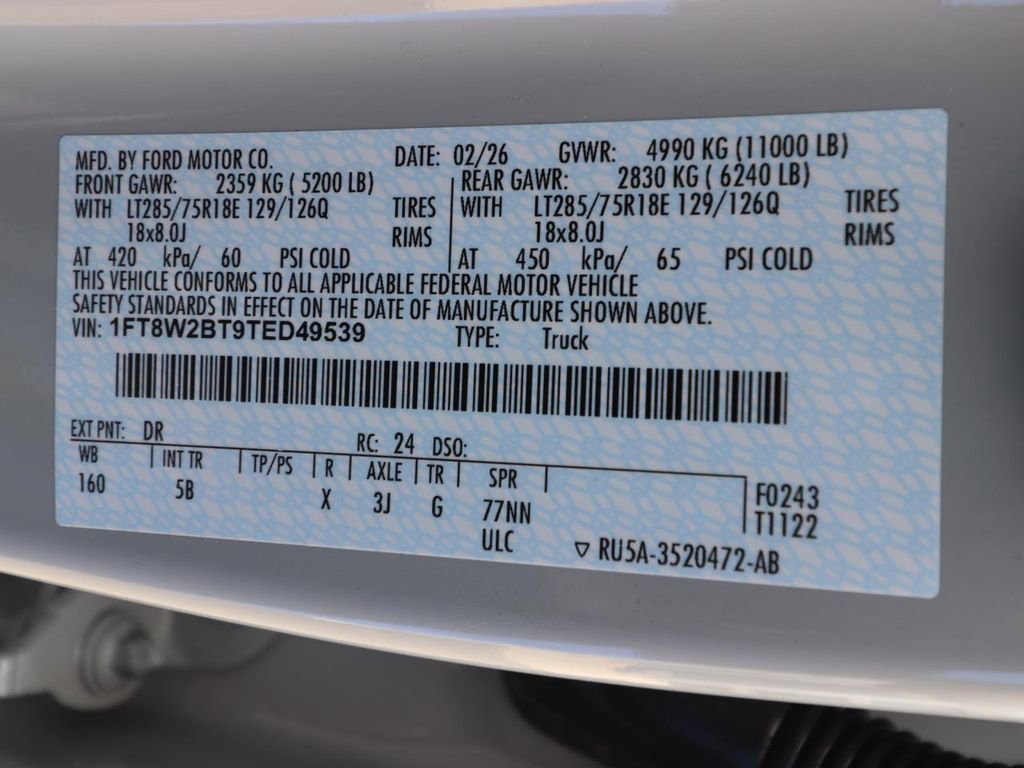 MFD. BY FORD MOTOR CO. DATE: 02/26 GVWR: 4990 KG (11000 LB)
FRONT GAWR: 2359 KG ( 5200 LB) REAR GAWR: 2830 KG ( 6240 LB)
WITH LT285/75R18E 129/126Q TIRES WITH LT285/75R18E 129/126Q TIRES
18x8.0J RIMS 18x8.0J RIMS
AT 420 kPa/ 60 PSI COLD AT 450 kPa/ 65 PSI COLD
THIS VEHICLE CONFORMS TO ALL APPLICABLE FEDERAL MOTOR VEHICLE
SAFETY STANDARDS IN EFFECT ON THE DATE OF MANUFACTURE SHOWN ABOVE.
VIN: 1FT8W2BT9TED49539 TYPE: Truck
EXT PNT: DR RC: 24 DSO:
WB INT TR TP/PS R AXLE TR SPR
160 5B X 3J G 77NN F0243
ULC T1122
▽ RU5A-3520472-AB